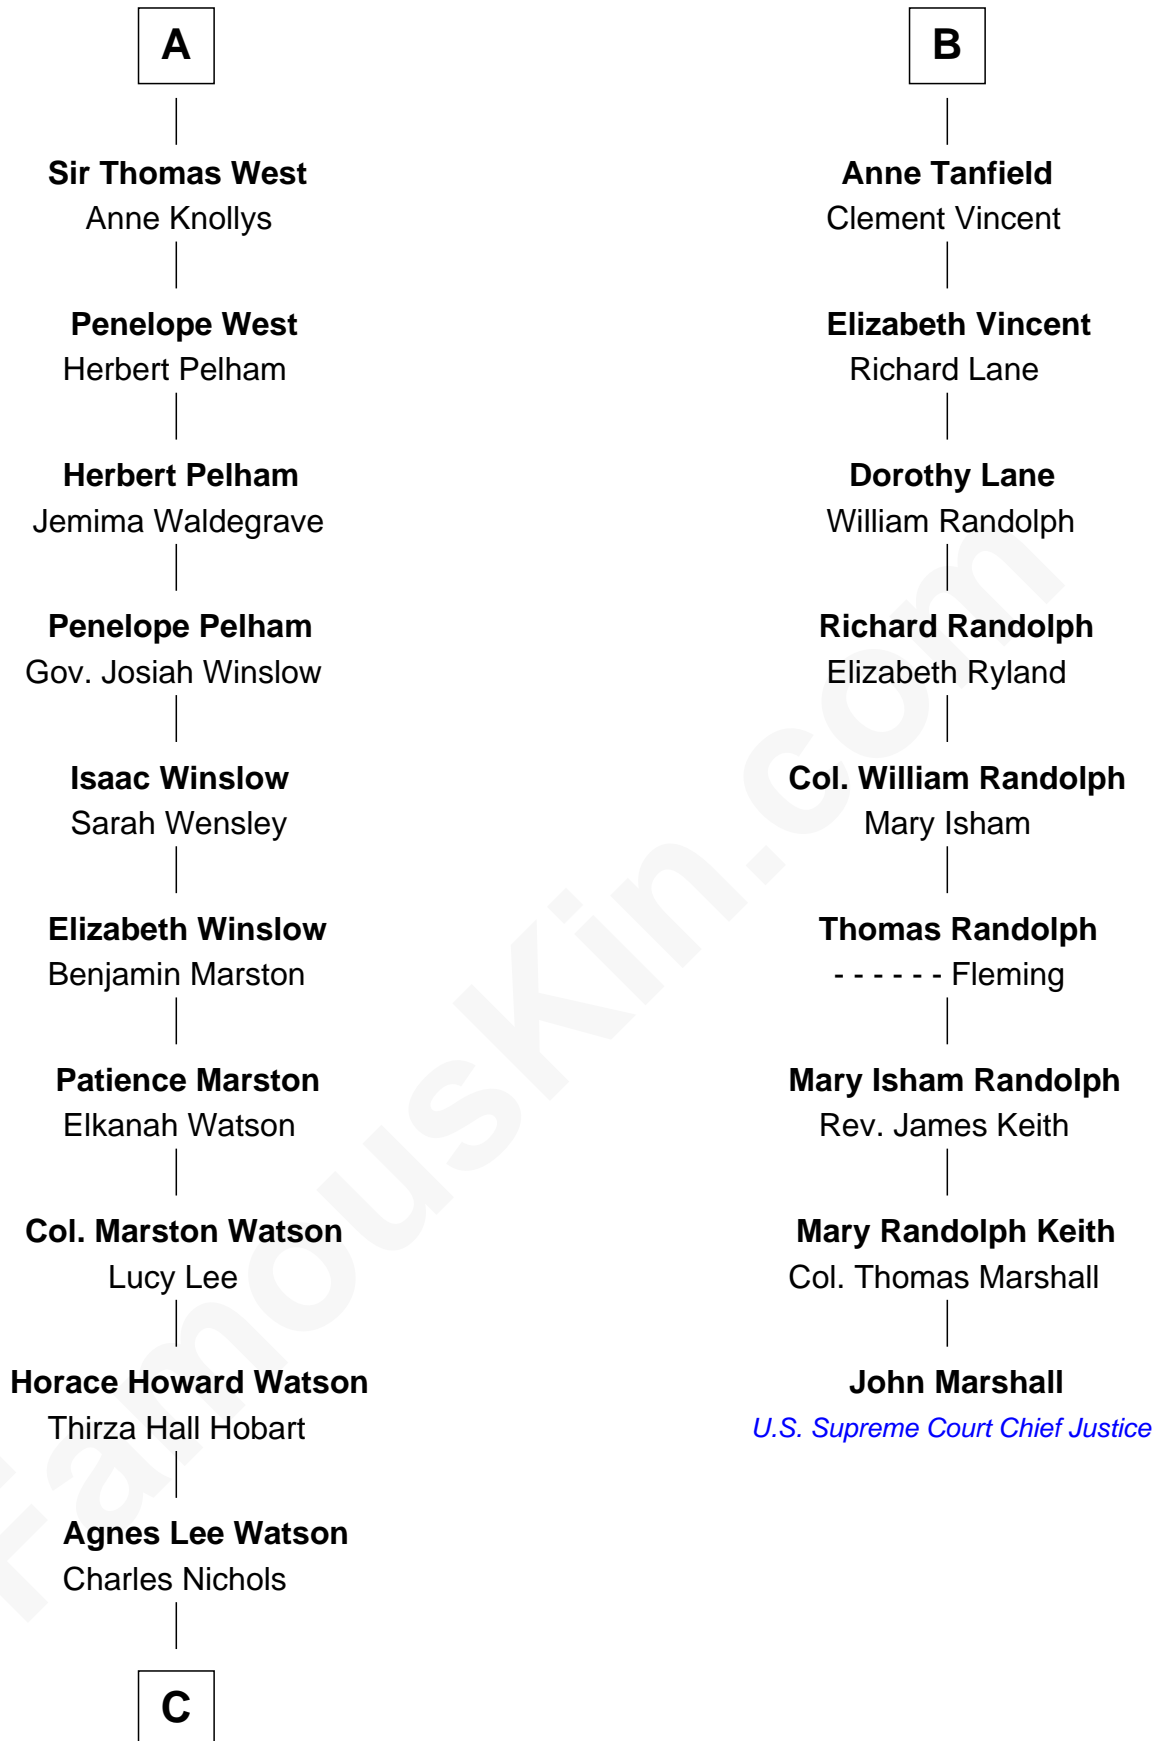 A
Sir Thomas West
Anne Knollys
Penelope West
Herbert Pelham
Herbert Pelham
Jemima Waldegrave
Penelope Pelham
Gov. Josiah Winslow
Isaac Winslow
Sarah Wensley
Elizabeth Winslow
Benjamin Marston
Patience Marston
Elkanah Watson
Col. Marston Watson
Lucy Lee
Horace Howard Watson
Thirza Hall Hobart
Agnes Lee Watson
Charles Nichols
C
B
Anne Tanfield
Clement Vincent
Elizabeth Vincent
Richard Lane
Dorothy Lane
William Randolph
Richard Randolph
Elizabeth Ryland
Col. William Randolph
Mary Isham
Thomas Randolph
- - - - - - Fleming
Mary Isham Randolph
Rev. James Keith
Mary Randolph Keith
Col. Thomas Marshall
John Marshall
U.S. Supreme Court Chief Justice
FamousKin.com